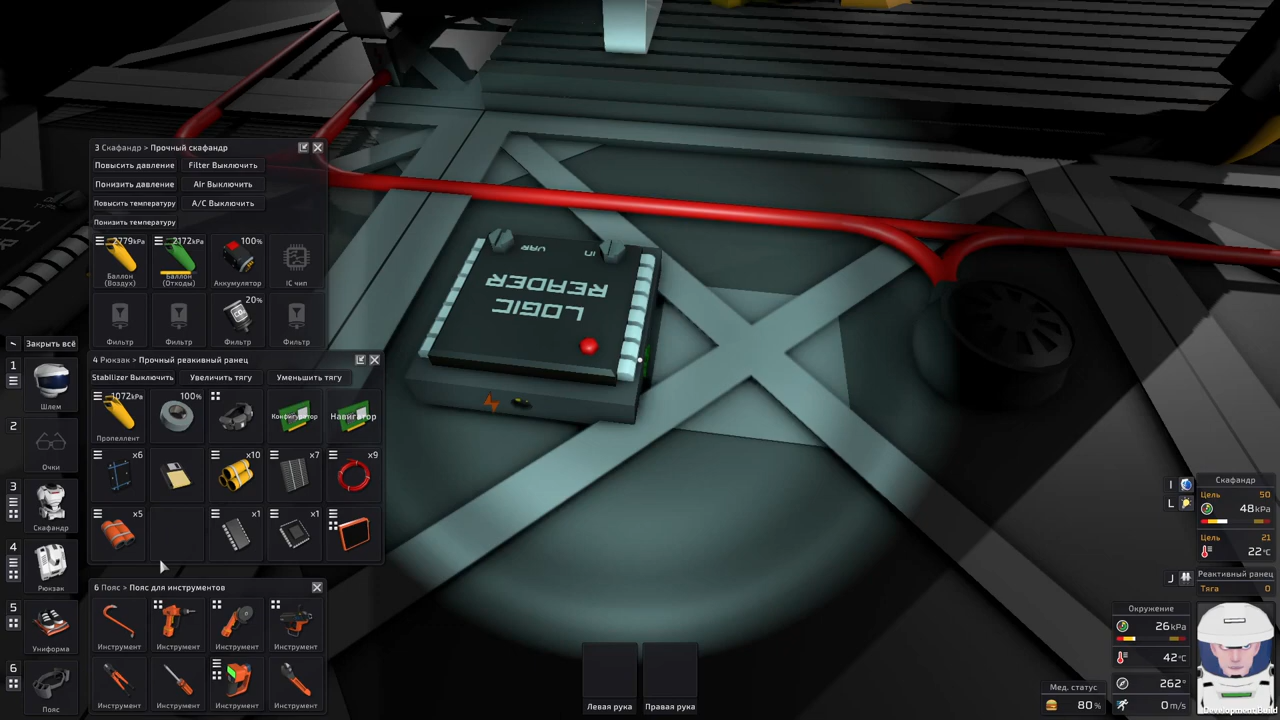 3 Скафандр > Прочный скафандр
Повысить давление
Filter Выключить
Понизить давление
AIr Выключить
Повысить температуру
A/C Выключить
Понизить температуру
2779kPa
Баллон
(Воздух)
2172kPa
Баллон
(Отходы)
100%
Аккумулятор
IC чип
Фильтр
Фильтр
20%
Фильтр
Фильтр
Закрыть всё
1
Шлем
2
Очки
3
Скафандр
4
Рюкзак
5
Униформа
6
Пояс
4 Рюкзак > Прочный реактивный ранец
StabIlizer Выключить
Увеличить тягу
Уменьшить тягу
1072kPa
Пропеллент
100%
Конфигуратор
Навигатор
x6
x10
x7
x9
x5
x1
x1
6 Пояс > Пояс для инструментов
Инструмент
Инструмент
Инструмент
Инструмент
Инструмент
Инструмент
Инструмент
Инструмент
VAR
IN
LOGIC
READER
Левая рука
Правая рука
I
L
J
Скафандр
Цель 50
48kPa
Цель 21
22°C
Реактивный ранец
Тяга 0
Окружение
26kPa
42°C
262°
0m/s
Мед. статус
80%
Development Build